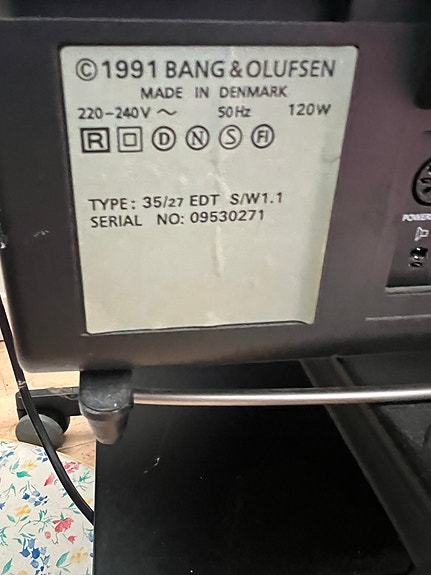 © 1991 BANG & OLUFSEN
MADE IN DENMARK
220-240V ~ 50Hz 120W
R D N S FI
TYPE: 35/27 EDT S/W1.1
SERIAL NO: 09530271
POWER